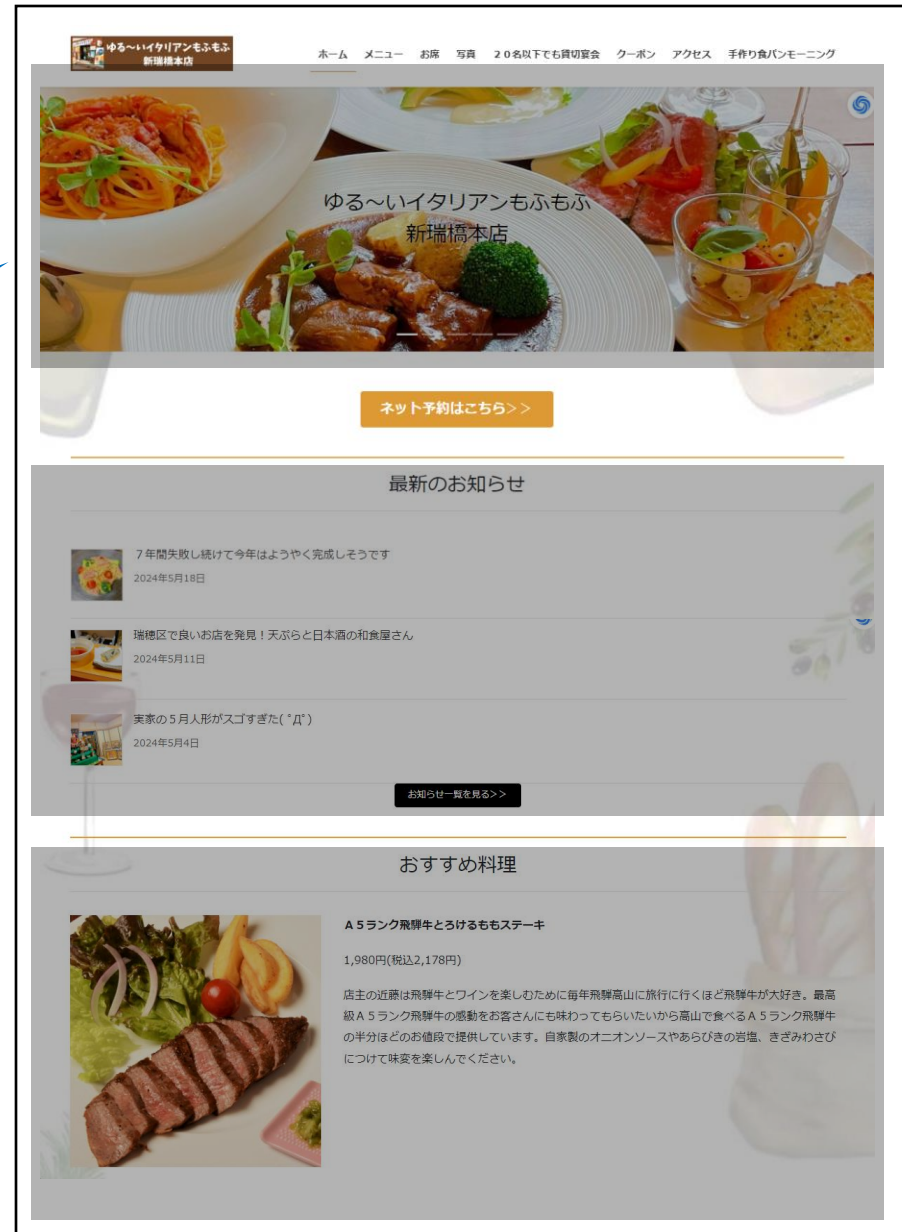 ゆる～いイタリアンもふもふ
新瑞橋本店
ホーム メニュー お席 写真 20名以下でも貸切宴会 クーポン アクセス 手作り食パンモーニング
ゆる～いイタリアンもふもふ
新瑞橋本店
ネット予約はこちら>>
最新のお知らせ
７年間失敗し続けて今年はようやく完成しそうです
2024年5月18日
瑞穂区で良いお店を発見！天ぷらと日本酒の和食屋さん
2024年5月11日
実家の５月人形がスゴすぎた( ﾟДﾟ)
2024年5月4日
お知らせ一覧を見る>>
おすすめ料理
Ａ５ランク飛騨牛とろけるももステーキ
1,980円(税込2,178円)
店主の近藤は飛騨牛とワインを楽しむために毎年飛騨高山に旅行に行くほど飛騨牛が大好き。最高
級Ａ５ランク飛騨牛の感動をお客さんにも味わってもらいたいから高山で食べるＡ５ランク飛騨牛
の半分ほどのお値段で提供しています。自家製のオニオンソースやあらびきの岩塩、きざみわさび
につけて味変を楽しんでください。